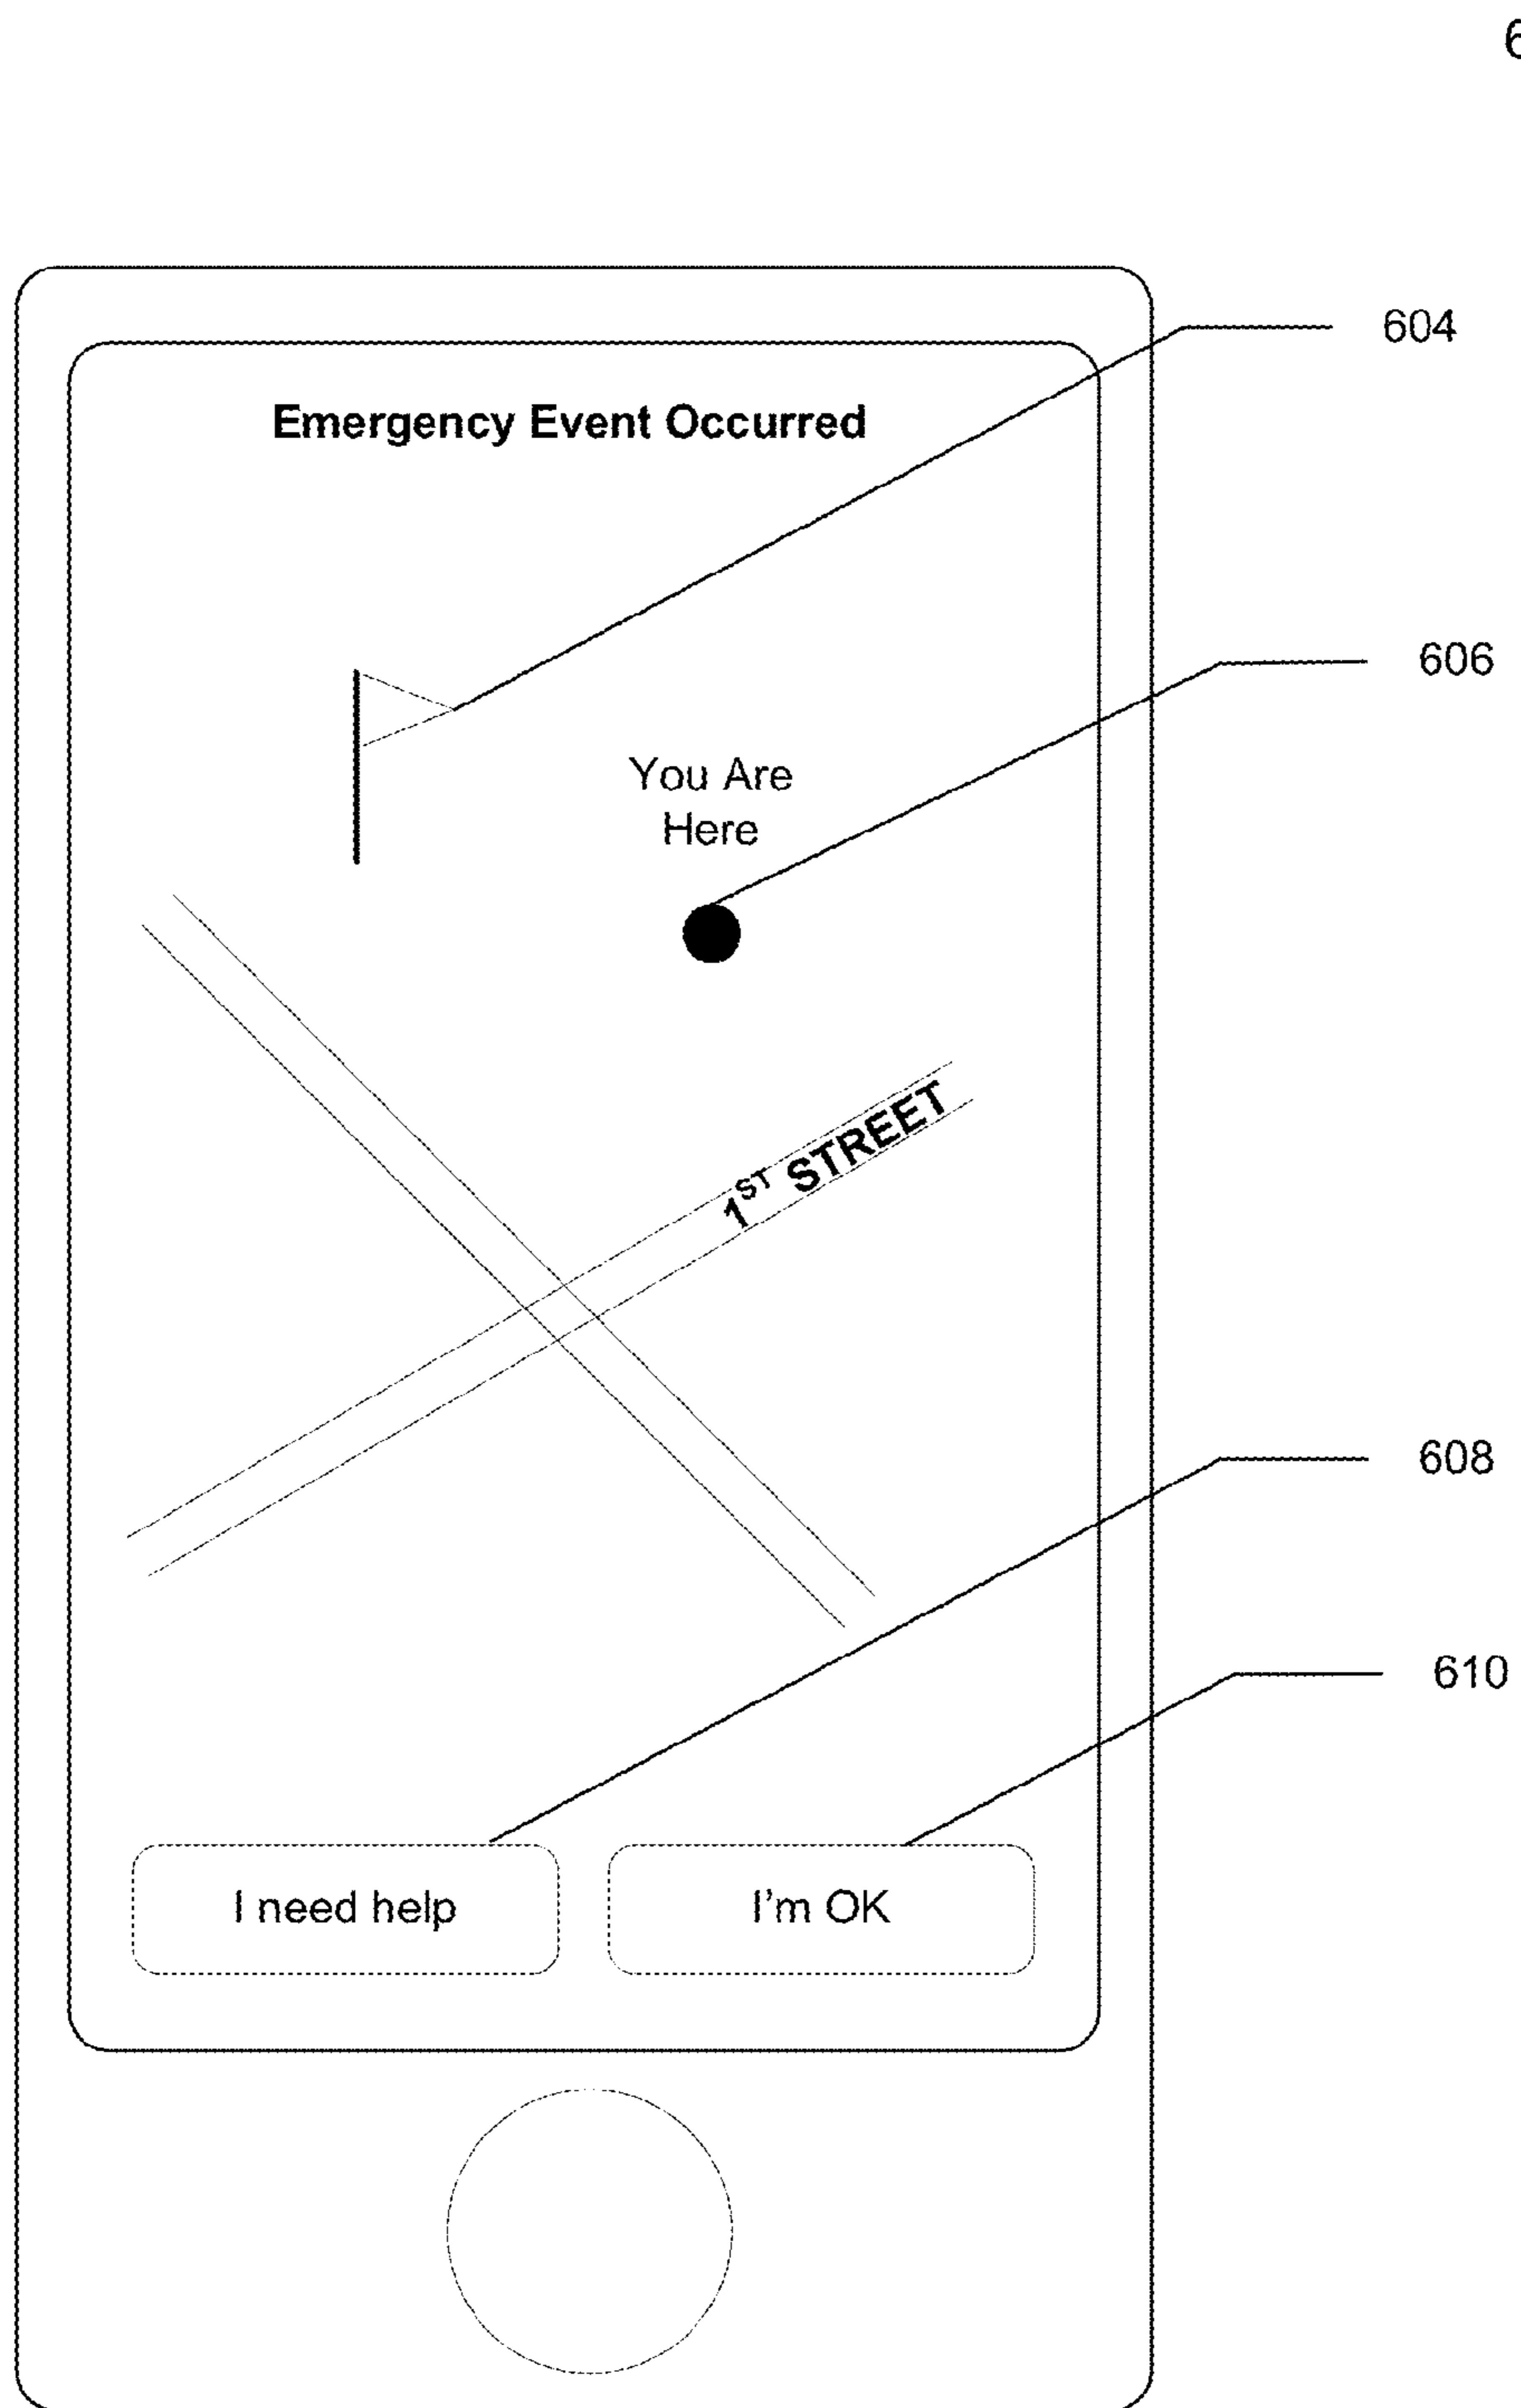 604
Emergency Event Occurred
606
You Are
Here
1ST STREET
608
610
I need help
I'm OK